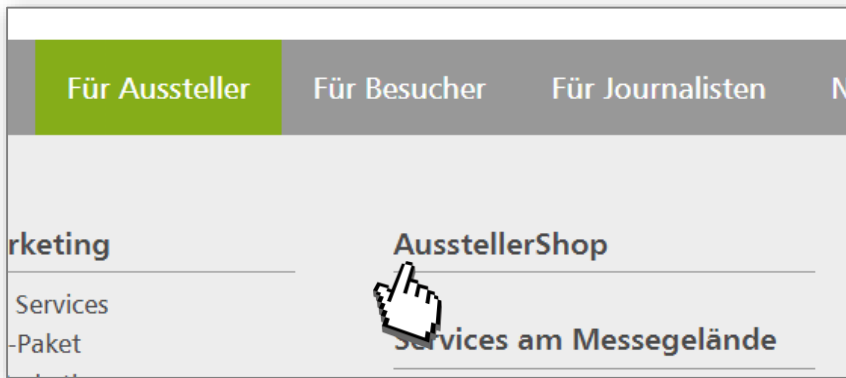 Für Aussteller Für Besucher Für Journalisten
rketing
AusstellerShop
Services
-Paket
Services am Messegelände